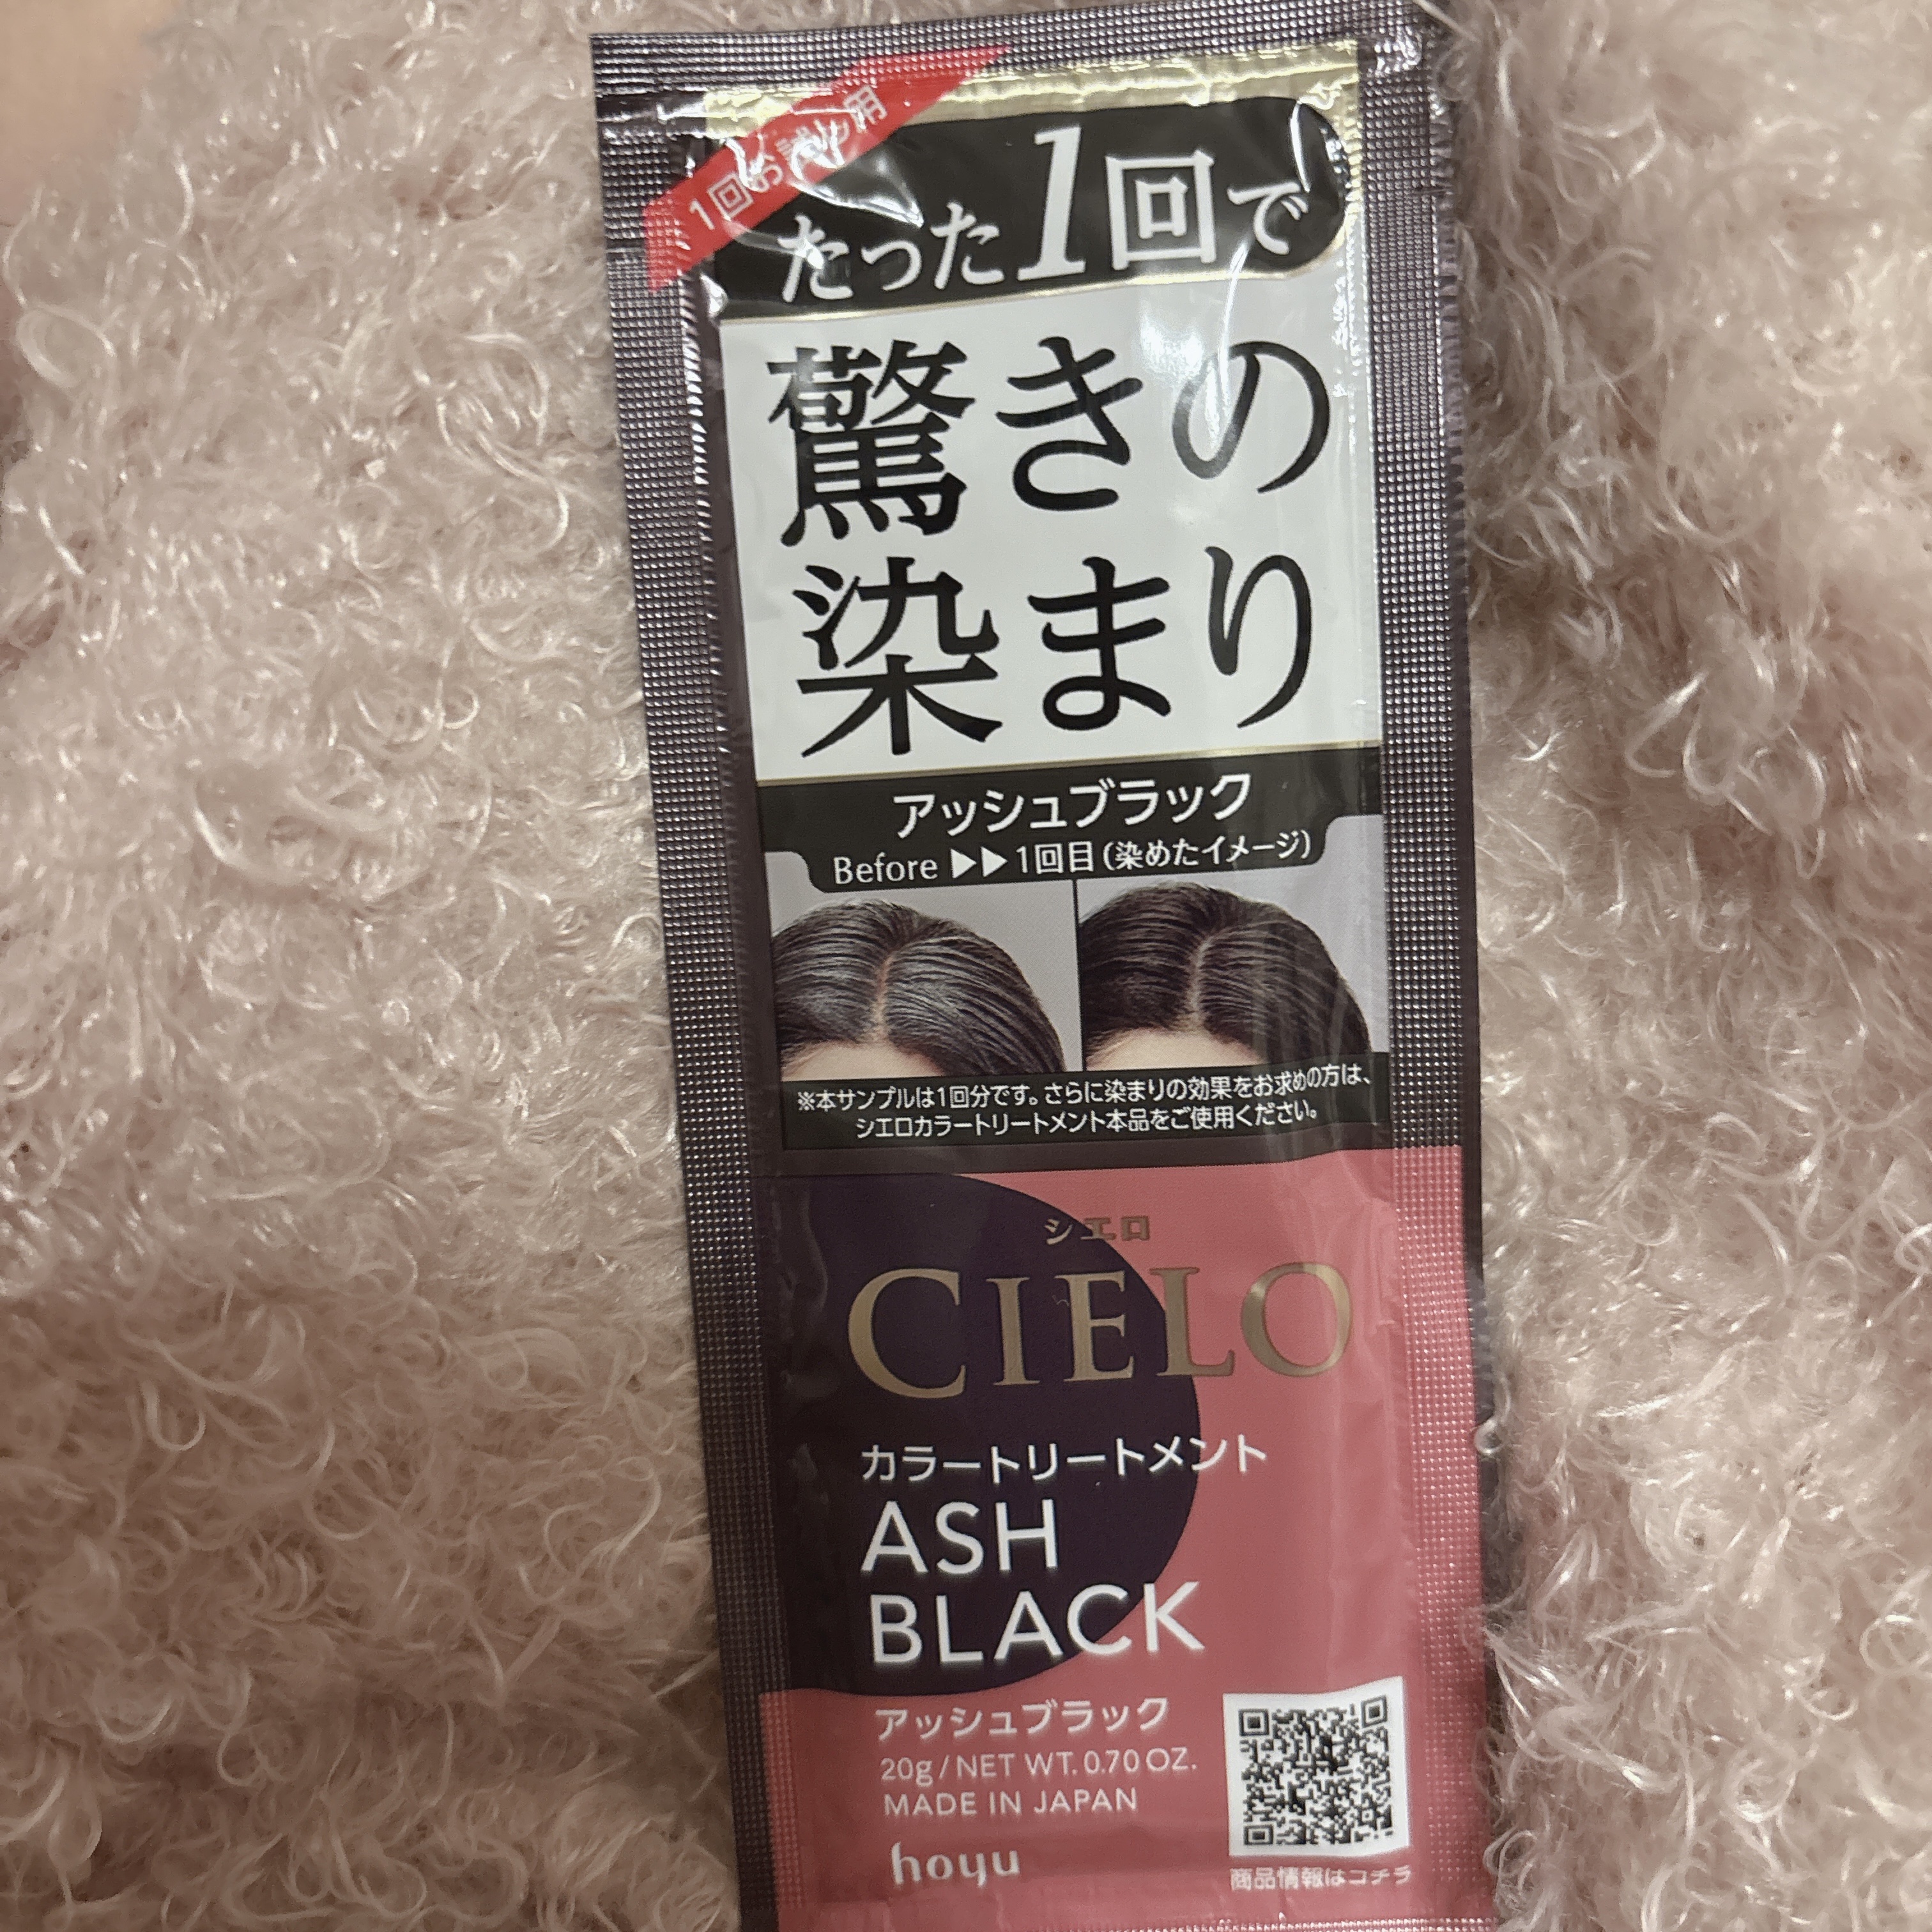 1回お試し用
たった1回で
驚きの
染まり
アッシュブラック
Before ▶▶ 1回目(染めたイメージ)
※本サンプルは1回分です。さらに染まりの効果をお求めの方は、
シエロカラートリートメント本品をご使用ください。
シエロ
CIELO
カラートリートメント
ASH
BLACK
アッシュブラック
20g/NET WT. 0.70 OZ.
MADE IN JAPAN
hoyu
商品情報はコチラ